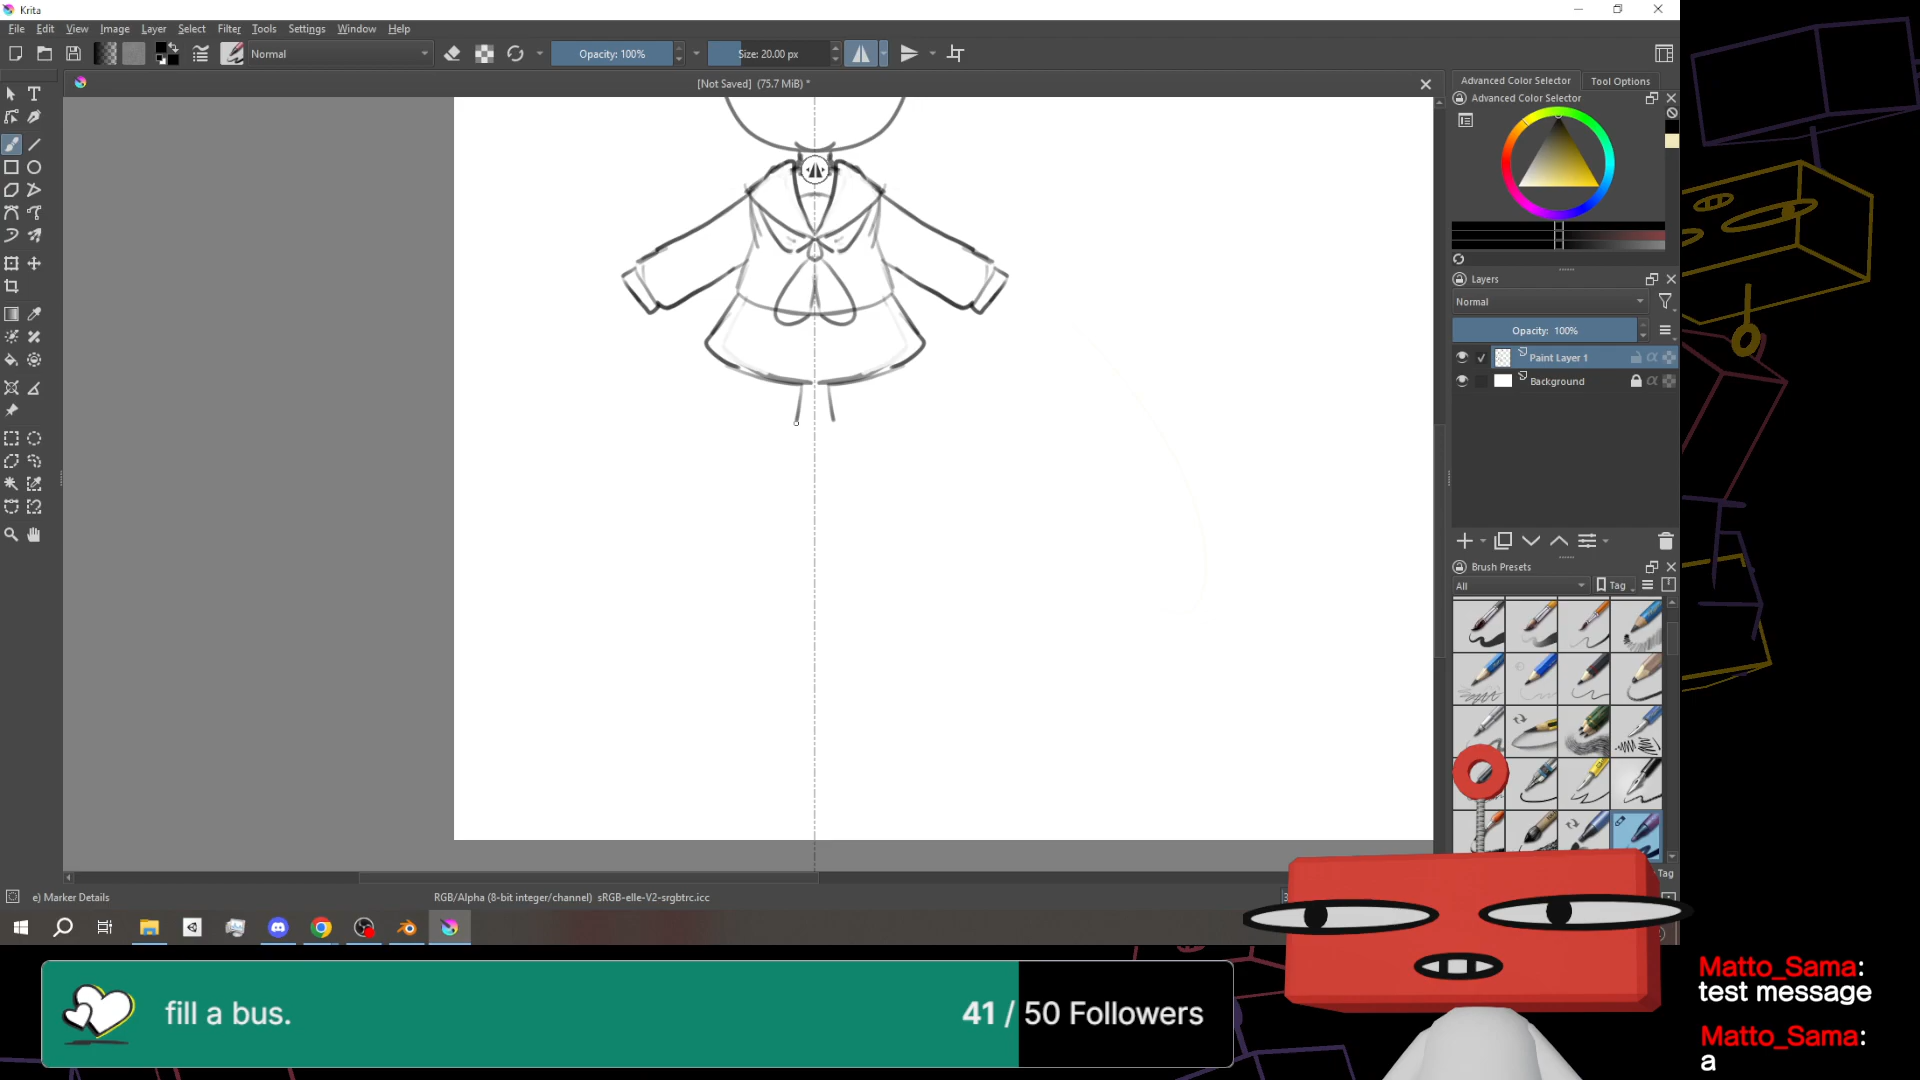 Krita
File Edit View Image Layer Select Filter Tools Settings Window Help
Normal
Opacity: 100%
Size: 20.00 px
[Not Saved] (75.7 MiB) *
Advanced Color Selector
Tool Options
Advanced Color Selector
Layers
Normal
Opacity: 100%
Paint Layer 1
Background
Brush Presets
All
Tag
Tag
e) Marker Details
RGB/Alpha (8-bit integer/channel) sRGB-elle-V2-srgbtrc.icc
fill a bus.
41 / 50 Followers
Matto_Sama:
test message
Matto_Sama:
a